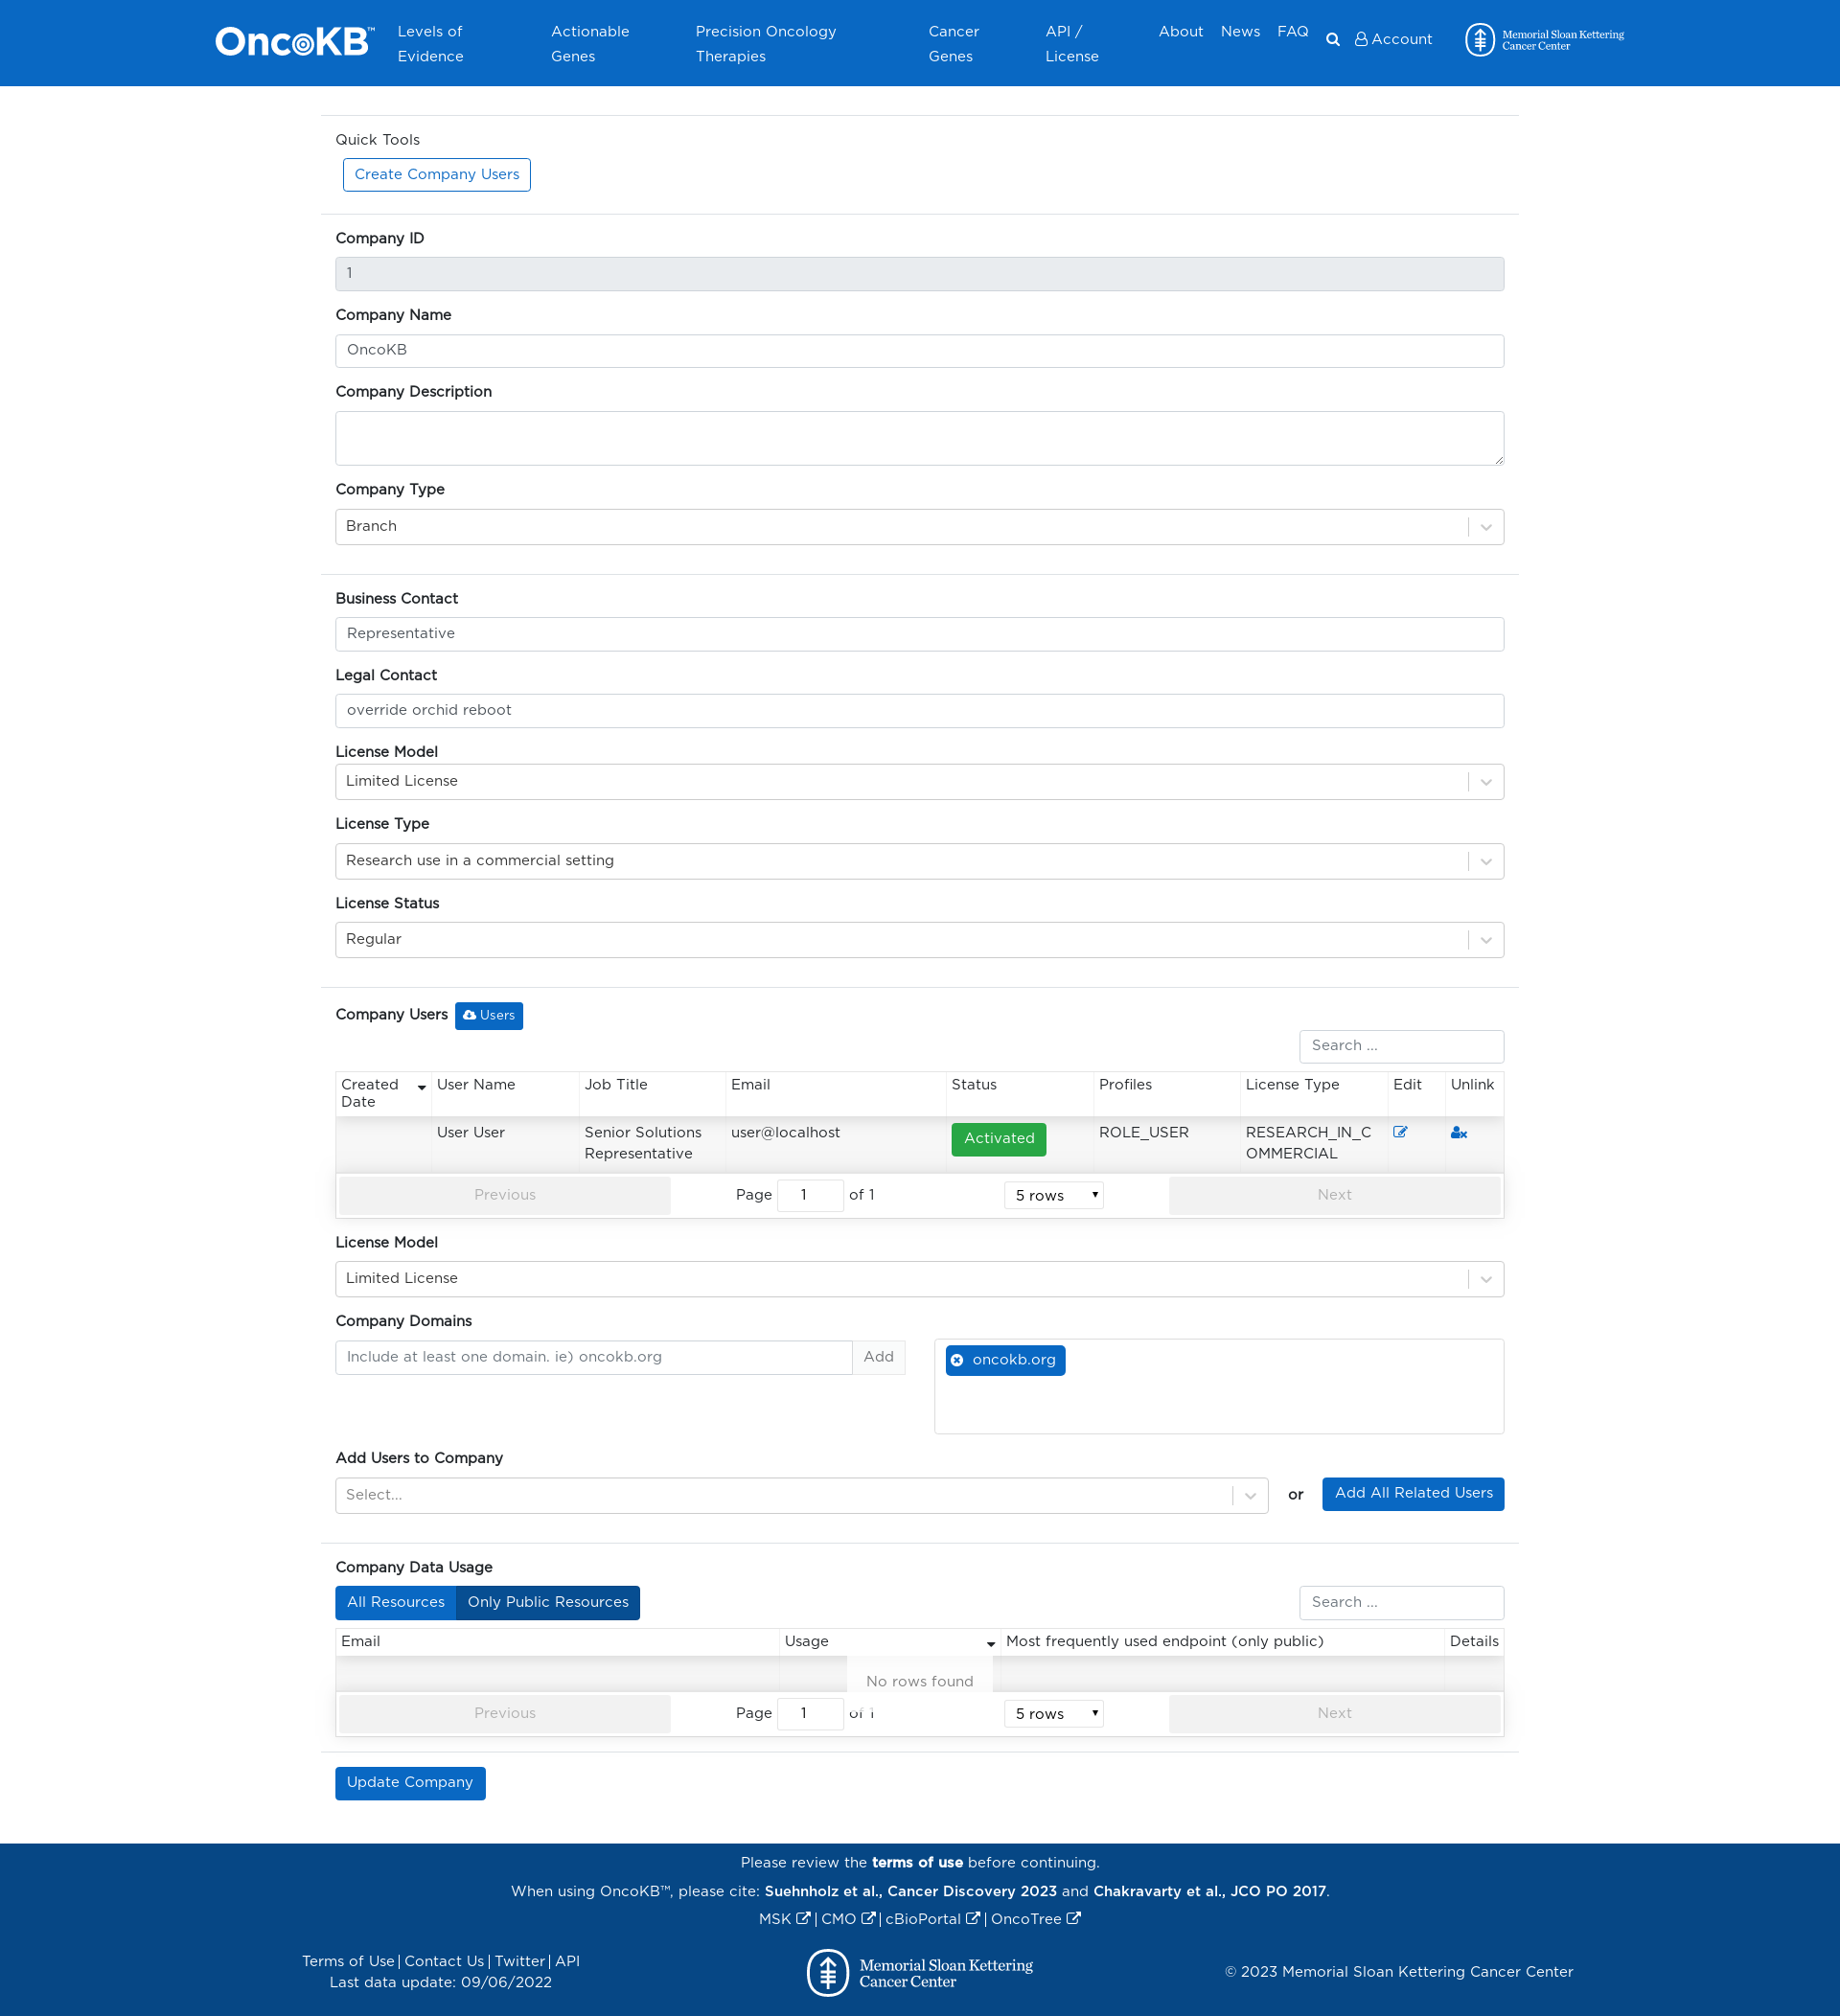 OncoKB™
Levels of Evidence
Actionable Genes
Precision Oncology Therapies
Cancer Genes
API / License
About
News
FAQ
Account
Memorial Sloan Kettering Cancer Center
Quick Tools
Create Company Users
Company ID
1
Company Name
OncoKB
Company Description
Company Type
Branch
Business Contact
Representative
Legal Contact
override orchid reboot
License Model
Limited License
License Type
Research use in a commercial setting
License Status
Regular
Company Users
Users
Search ...
Created Date
User Name
Job Title
Email
Status
Profiles
License Type
Edit
Unlink
User User
Senior Solutions Representative
user@localhost
Activated
ROLE_USER
RESEARCH_IN_COMMERCIAL
Previous
Page 1 of 1
5 rows
Next
License Model
Limited License
Company Domains
Include at least one domain. ie) oncokb.org
Add
oncokb.org
Add Users to Company
Select...
or
Add All Related Users
Company Data Usage
All Resources
Only Public Resources
Search ...
Email
Usage
Most frequently used endpoint (only public)
Details
No rows found
Previous
Page 1 of 1
5 rows
Next
Update Company
Please review the terms of use before continuing.
When using OncoKB™, please cite: Suehnholz et al., Cancer Discovery 2023 and Chakravarty et al., JCO PO 2017.
MSK | CMO | cBioPortal | OncoTree
Terms of Use | Contact Us | Twitter | API
Last data update: 09/06/2022
Memorial Sloan Kettering Cancer Center
© 2023 Memorial Sloan Kettering Cancer Center